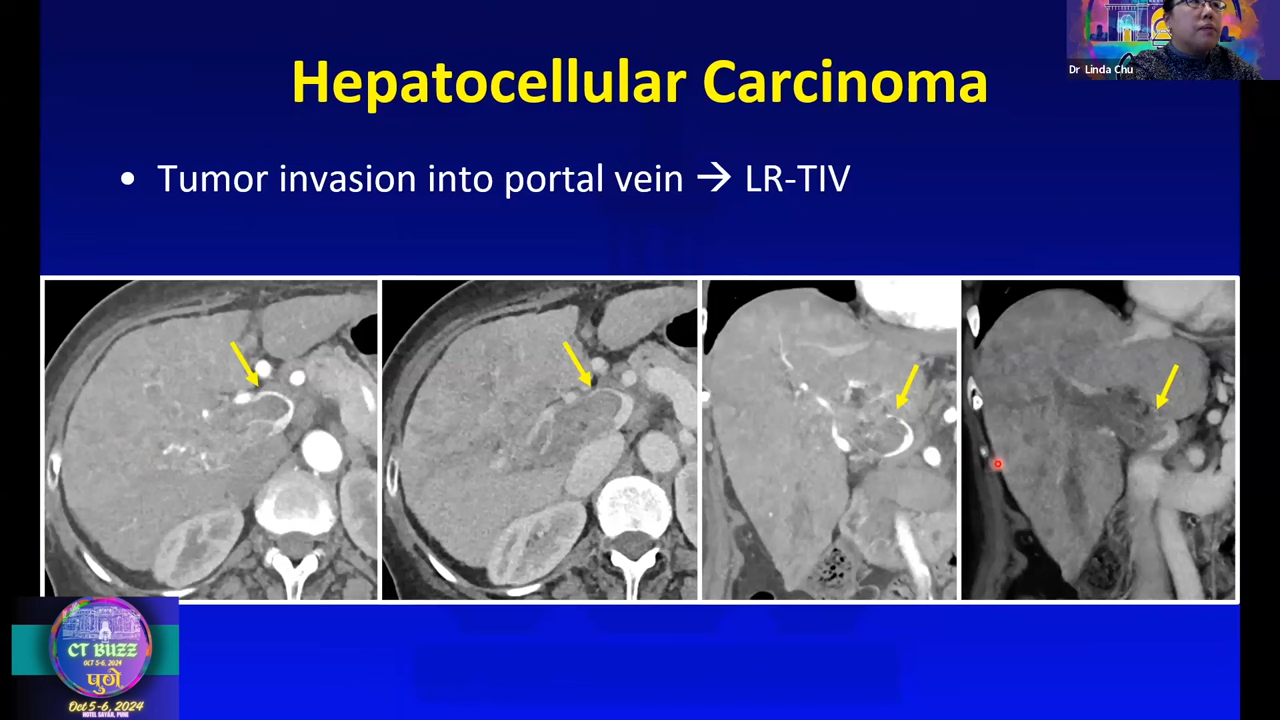 Hepatocellular Carcinoma
Dr Linda Chu
• Tumor invasion into portal vein → LR-TIV
CT BUZZ
OCT 5-6, 2024
पुणे
Oct 5-6, 2024
HOTEL SAYAJI, PUNE